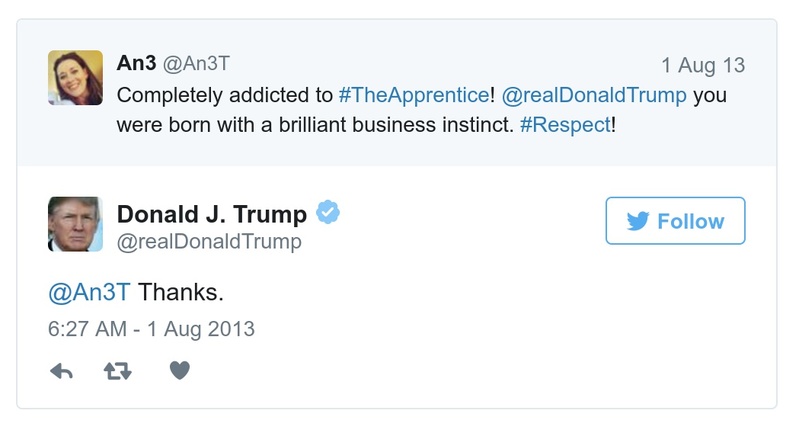 An3 @An3T 1 Aug 13
Completely addicted to #TheApprentice! @realDonaldTrump you
were born with a brilliant business instinct. #Respect!
Donald J. Trump
@realDonaldTrump
Follow
@An3T Thanks.
6:27 AM - 1 Aug 2013